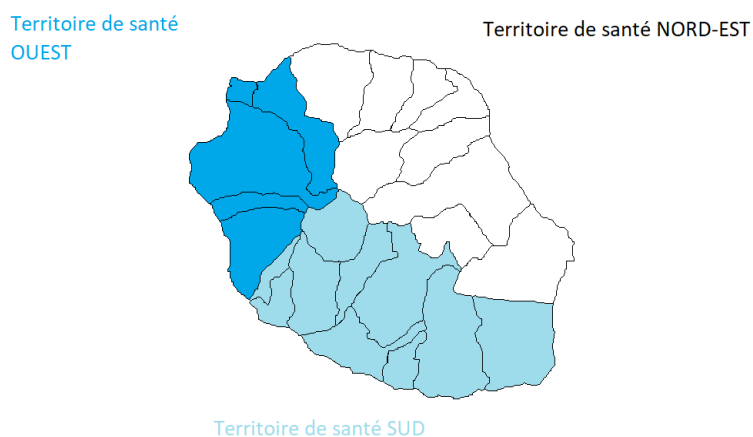 Territoire de santé
OUEST
Territoire de santé NORD-EST
Territoire de santé SUD